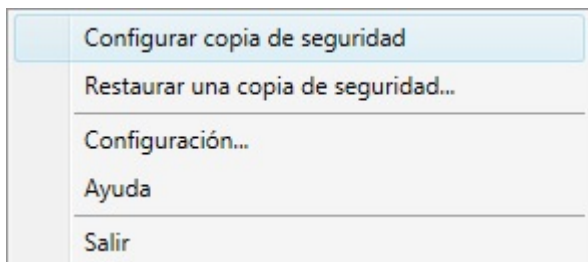 Configurar copia de seguridad
Restaurar una copia de seguridad...
Configuración...
Ayuda
Salir